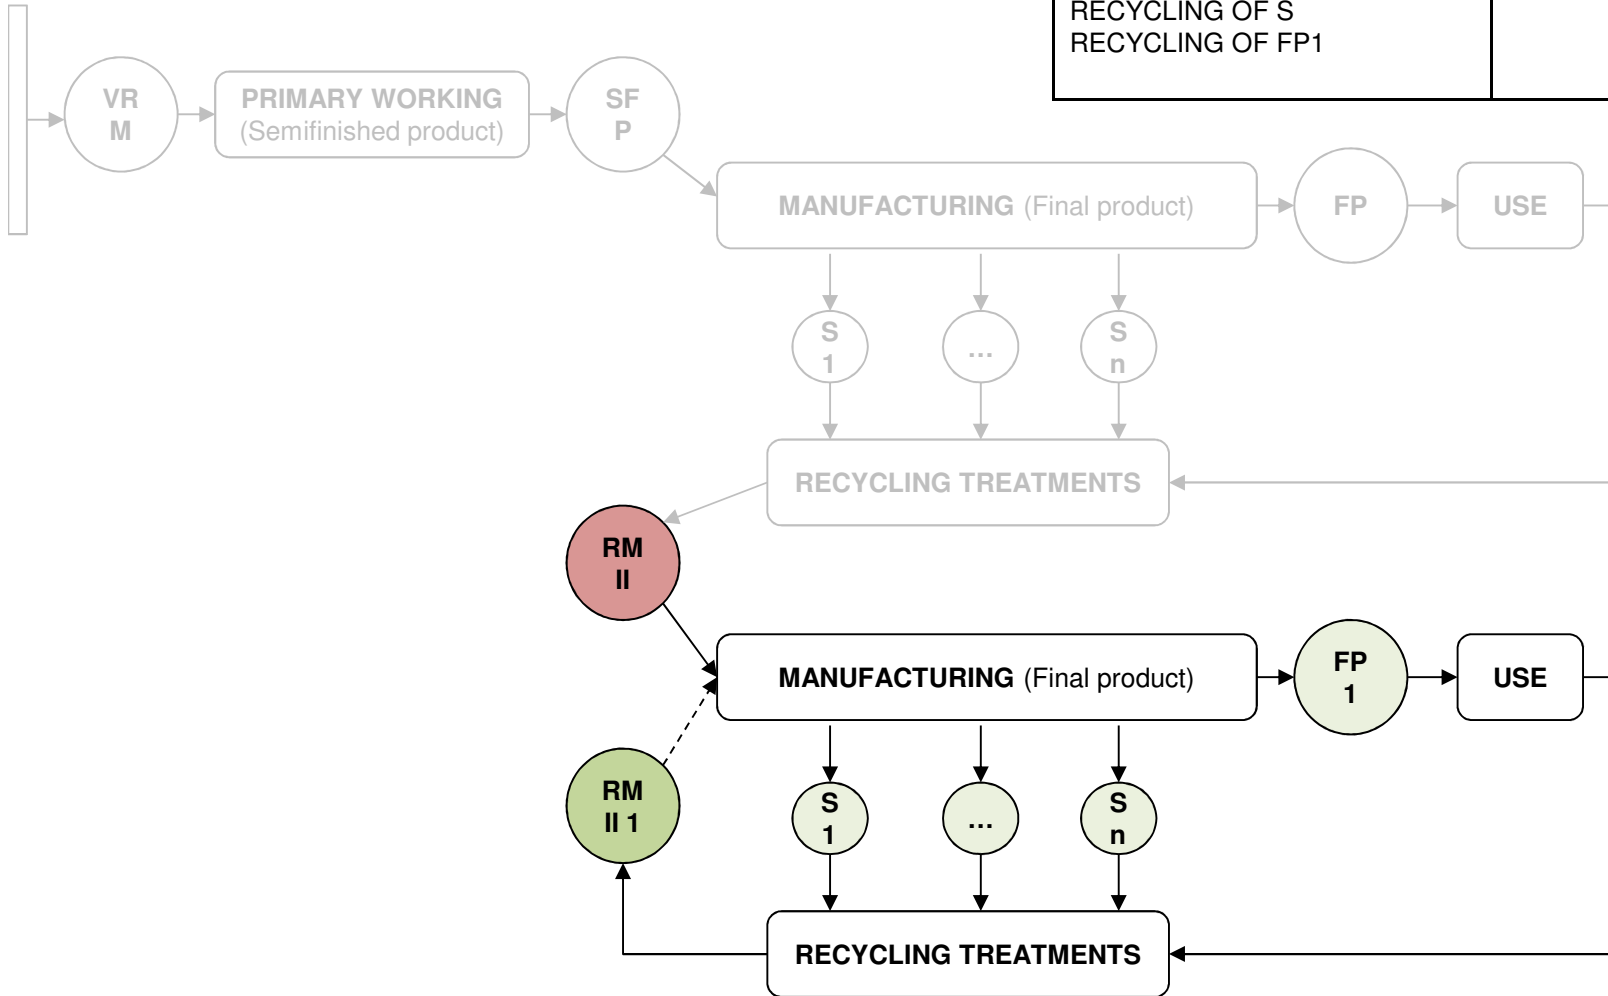 RECYCLING OF S
RECYCLING OF FP1
VR
M
PRIMARY WORKING
(Semifinished product)
SF
P
MANUFACTURING (Final product)
FP
USE
S
1
...
S
n
RECYCLING TREATMENTS
RM
II
MANUFACTURING (Final product)
FP
1
USE
RM
II 1
S
1
...
S
n
RECYCLING TREATMENTS